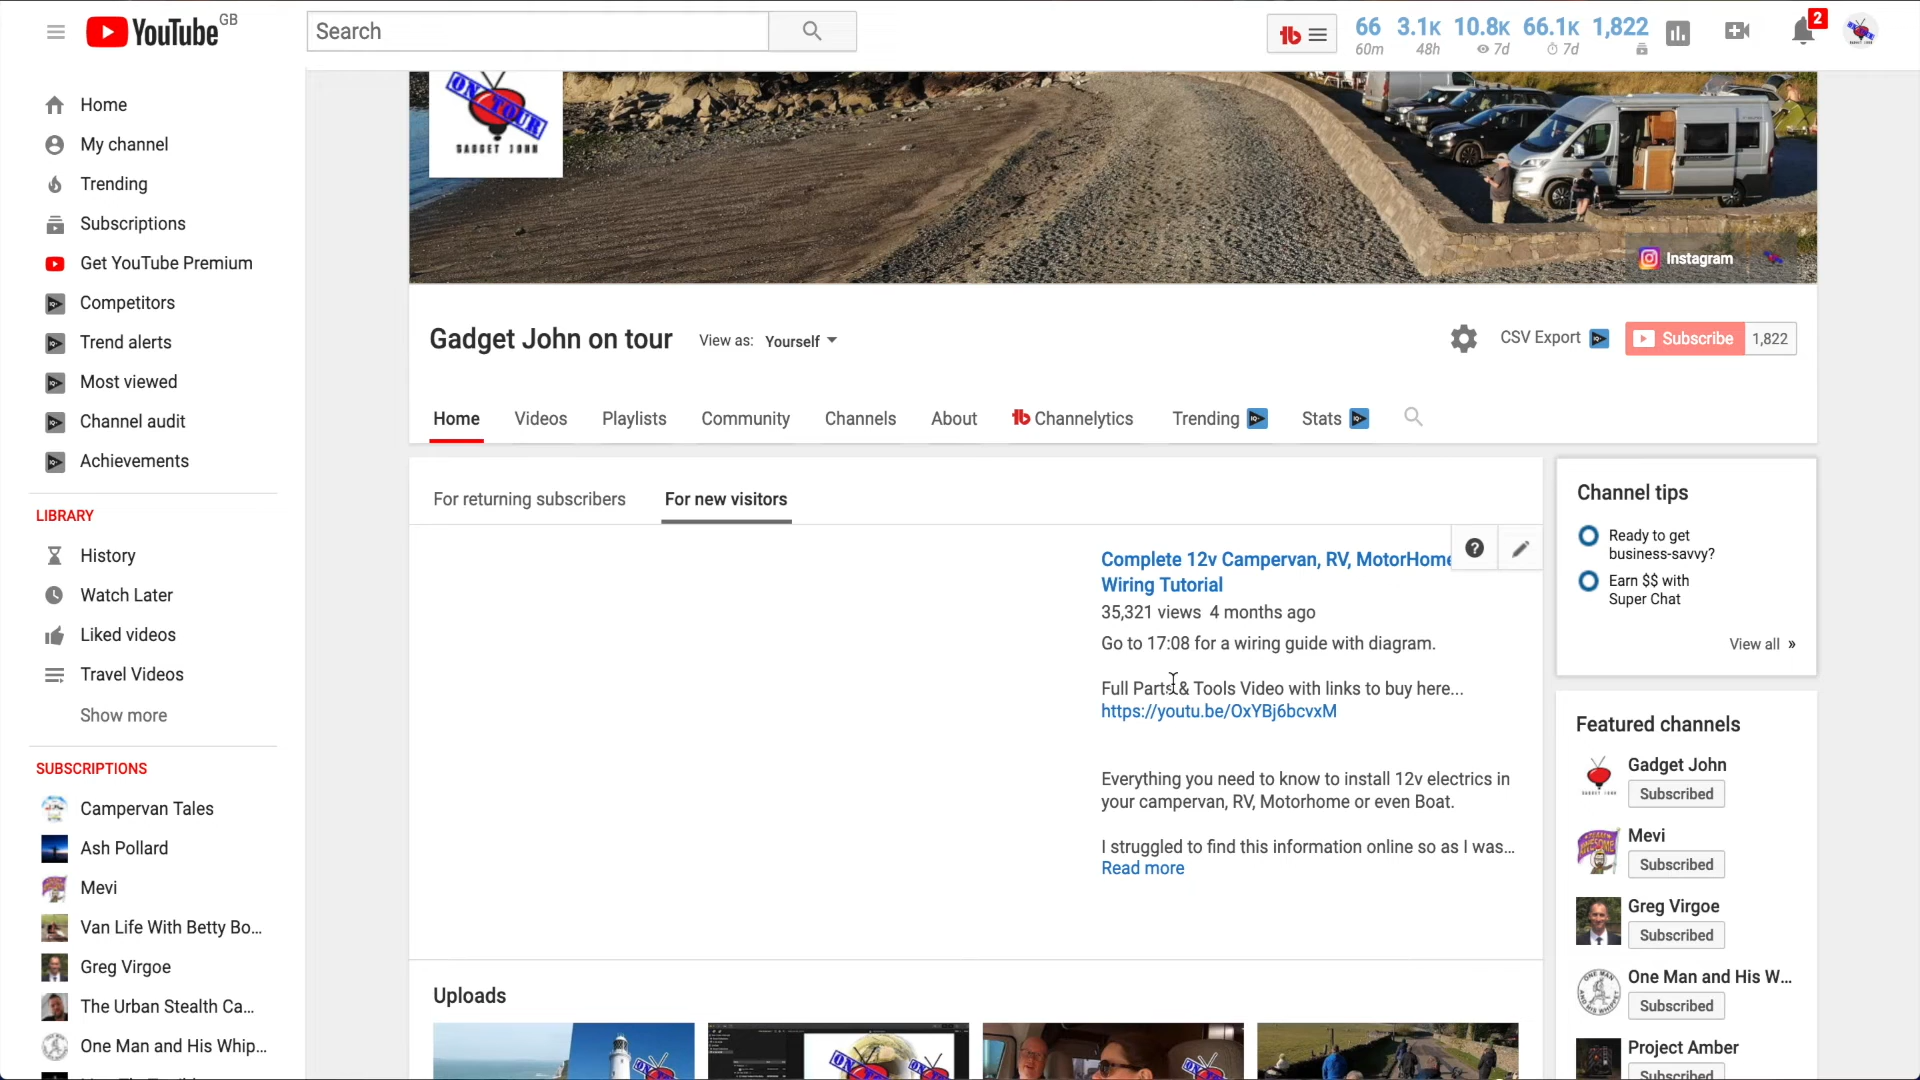 YouTube GB
Search
66 3.1K 10.8K 66.1K 1,822
60m 48h 7d 7d
2
Home
My channel
Trending
Subscriptions
Get YouTube Premium
Competitors
Trend alerts
Most viewed
Channel audit
Achievements
LIBRARY
History
Watch Later
Liked videos
Travel Videos
Show more
SUBSCRIPTIONS
Campervan Tales
Ash Pollard
Mevi
Van Life With Betty Bo...
Greg Virgoe
The Urban Stealth Ca...
One Man and His Whip...
ON TOUR
GADGET JOHN
Instagram
Gadget John on tour View as: Yourself
CSV Export Subscribe 1,822
Home Videos Playlists Community Channels About Channelytics Trending Stats
For returning subscribers For new visitors
Complete 12v Campervan, RV, MotorHome
Wiring Tutorial
35,321 views 4 months ago
Go to 17:08 for a wiring guide with diagram.
Full Parts & Tools Video with links to buy here...
https://youtu.be/OxYBj6bcvxM
Everything you need to know to install 12v electrics in
your campervan, RV, Motorhome or even Boat.
I struggled to find this information online so as I was...
Read more
Uploads
ON TOUR
ON TOUR
Channel tips
Ready to get
business-savvy?
Earn $$ with
Super Chat
View all »
Featured channels
Gadget John
Subscribed
Mevi
Subscribed
Greg Virgoe
Subscribed
One Man and His W...
Subscribed
Project Amber
Subscribed